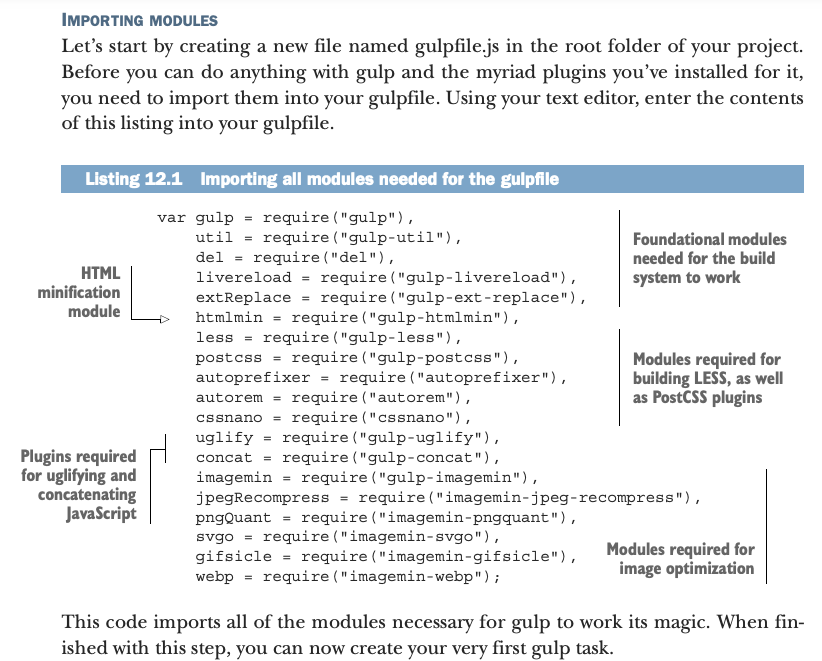 IMPORTING MODULES
Let’s start by creating a new file named gulpfile.js in the root folder of your project.
Before you can do anything with gulp and the myriad plugins you’ve installed for it,
you need to import them into your gulpfile. Using your text editor, enter the contents
of this listing into your gulpfile.
Listing 12.1 Importing all modules needed for the gulpfile
var gulp = require("gulp"),
util = require("gulp-util"),
del = require("del"),
livereload = require("gulp-livereload"),
extReplace = require("gulp-ext-replace"),
Foundational modules
needed for the build
system to work
HTML
minification
module
htmlmin = require("gulp-htmlmin"),
less = require("gulp-less"),
postcss = require("gulp-postcss"),
autoprefixer = require("autoprefixer"),
autorem = require("autorem"),
cssnano = require("cssnano"),
Modules required for
building LESS, as well
as PostCSS plugins
uglify = require("gulp-uglify"),
concat = require("gulp-concat"),
Plugins required
for uglifying and
concatenating
JavaScript
imagemin = require("gulp-imagemin"),
jpegRecompress = require("imagemin-jpeg-recompress"),
pngQuant = require("imagemin-pngquant"),
svgo = require("imagemin-svgo"),
gifsicle = require("imagemin-gifsicle"),
webp = require("imagemin-webp");
Modules required for
image optimization
This code imports all of the modules necessary for gulp to work its magic. When fin-
ished with this step, you can now create your very first gulp task.